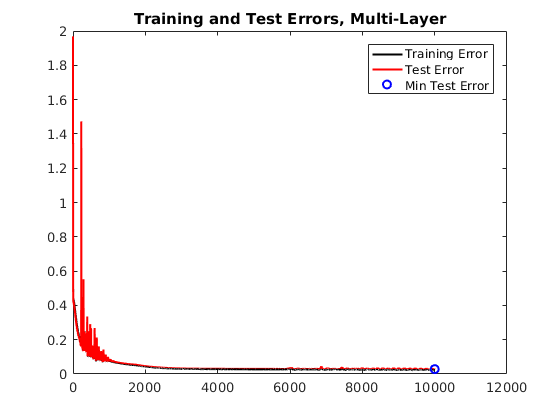 Training and Test Errors, Multi-Layer
2
1.8
1.6
1.4
1.2
1
0.8
0.6
0.4
0.2
0
Training Error
Test Error
Min Test Error
0 2000 4000 6000 8000 10000 12000